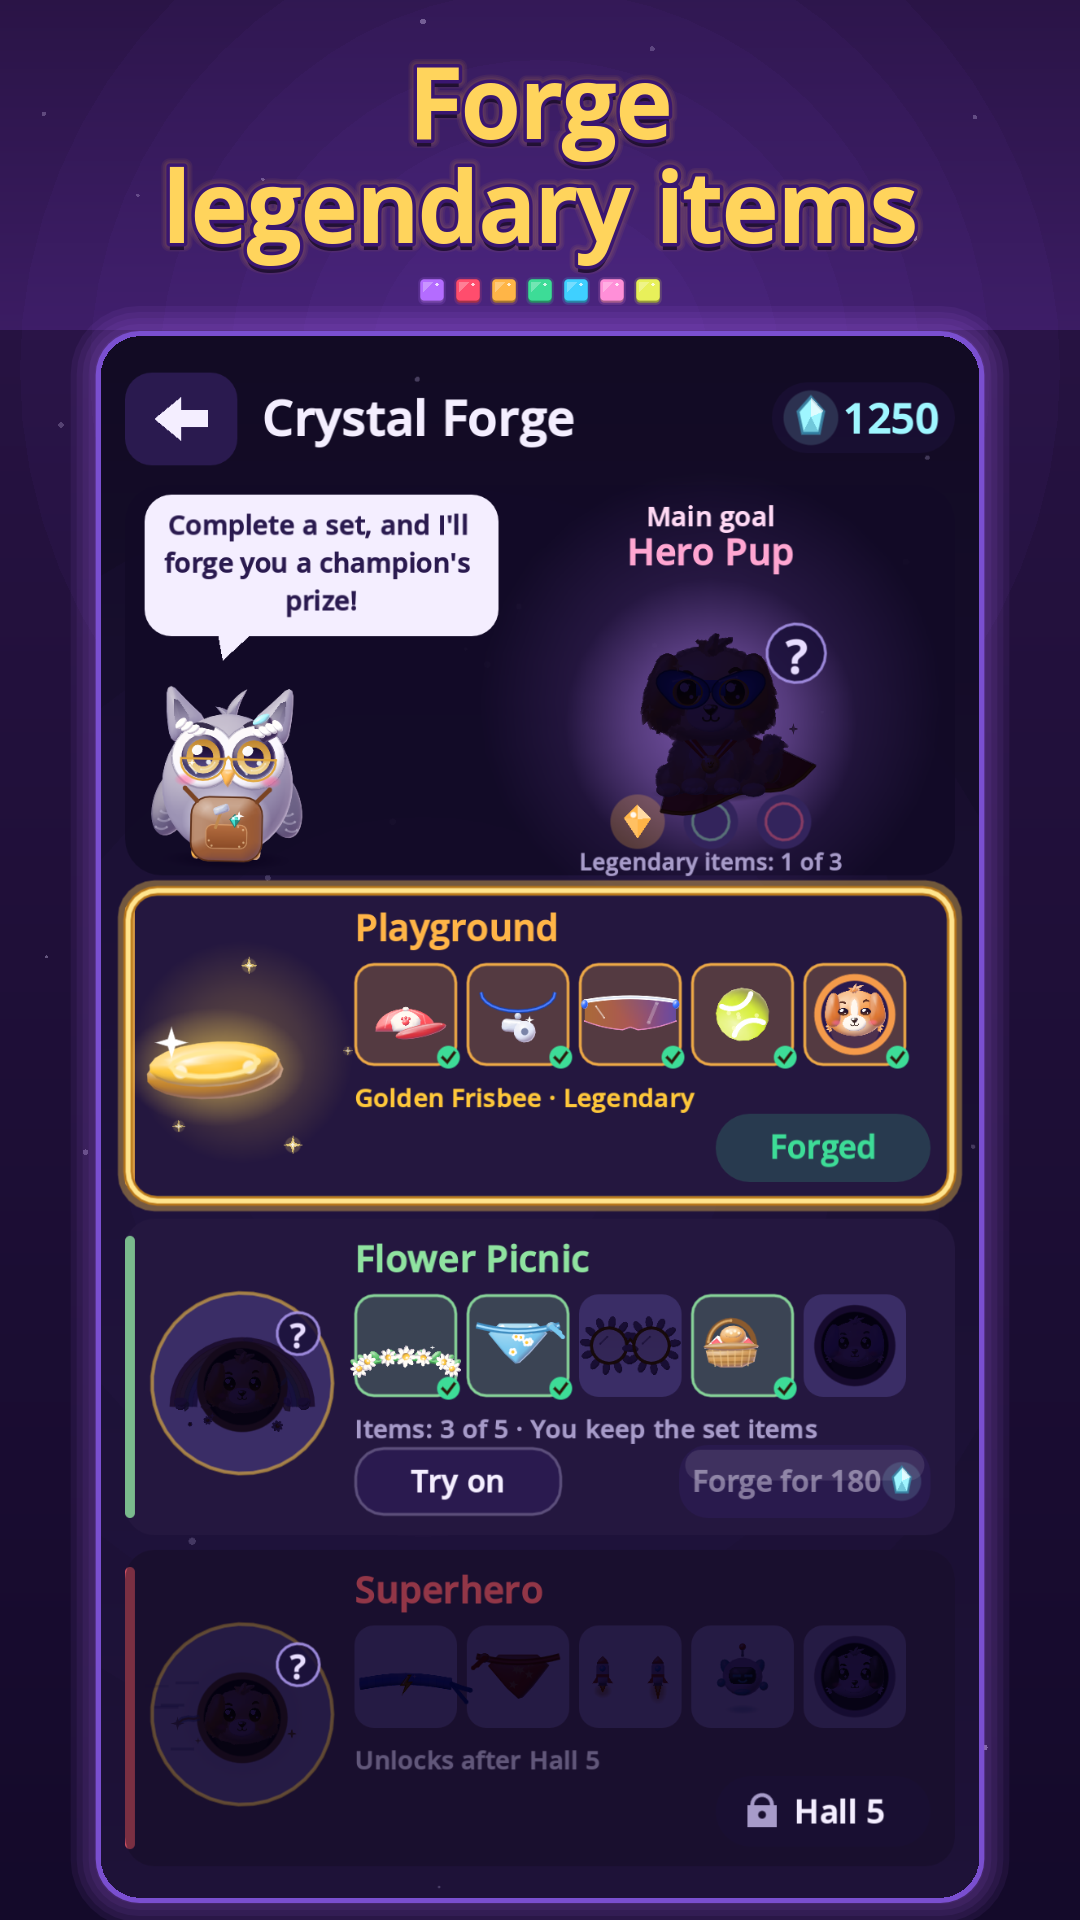 Forge
legendary items
Crystal Forge
1250
Complete a set, and I'll
forge you a champion's
prize!
Main goal
Hero Pup
?
Legendary items: 1 of 3
Playground
Golden Frisbee · Legendary
Forged
Flower Picnic
?
Items: 3 of 5 · You keep the set items
Try on
Forge for 180
Superhero
?
Unlocks after Hall 5
Hall 5